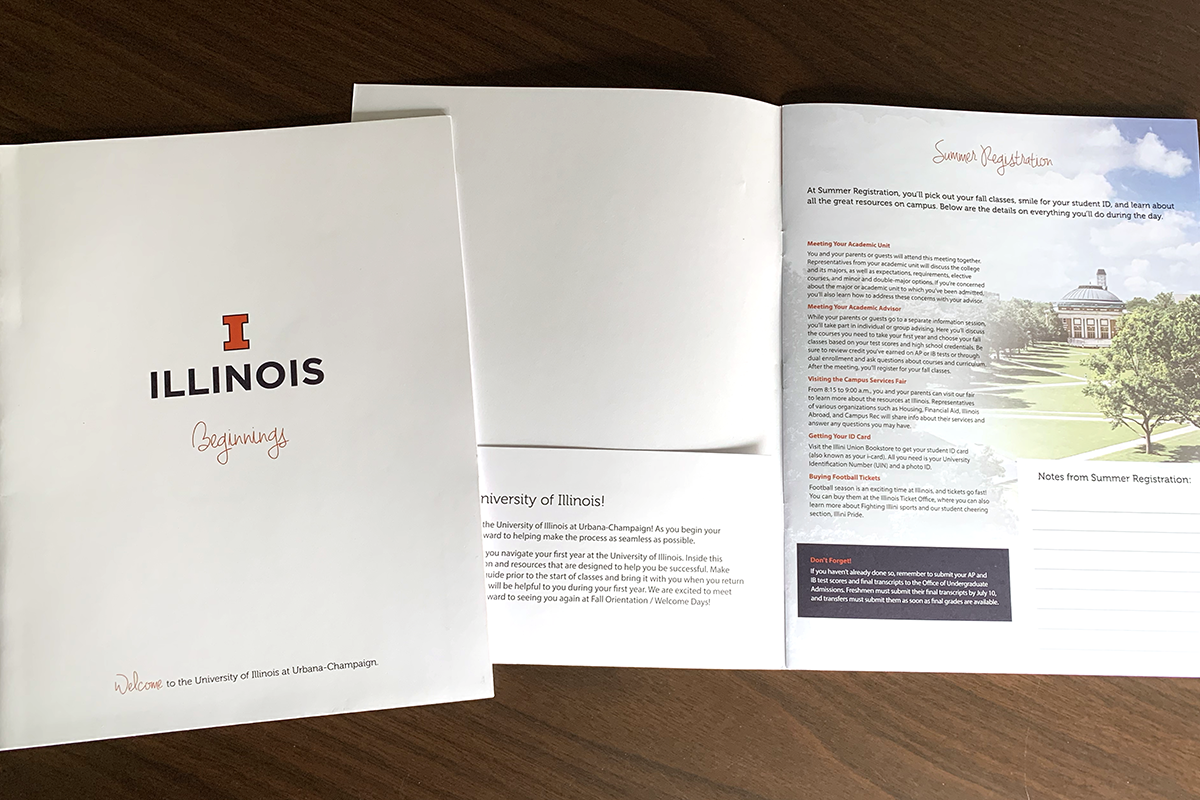 I
ILLINOIS
Beginnings
Welcome to the University of Illinois at Urbana-Champaign.
niversity of Illinois!
the University of Illinois at Urbana-Champaign! As you begin your
ward to helping make the process as seamless as possible.
you navigate your first year at the University of Illinois. Inside this
on and resources that are designed to help you be successful. Make
uide prior to the start of classes and bring it with you when you return
will be helpful to you during your first year. We are excited to meet
ward to seeing you again at Fall Orientation / Welcome Days!
Summer Registration
At Summer Registration, you'll pick out your fall classes, smile for your student ID, and learn about
all the great resources on campus. Below are the details on everything you'll do during the day.
Meeting Your Academic Unit
You and your parents or guests will attend this meeting together.
Representatives from your academic unit will discuss the college
and its majors, as well as expectations, requirements, elective
courses, and minor and double-major options. If you're concerned
about the major or academic unit to which you've been admitted,
you'll also learn how to address these concerns with your advisor.
Meeting Your Academic Advisor
While your parents or guests go to a separate information session,
you'll take part in individual or group advising. Here you'll discuss
the courses you need to take your first year and choose your fall
classes based on your test scores and high school credentials. Be
sure to review credit you've earned on AP or IB tests or through
dual enrollment and ask questions about courses and curriculum.
After the meeting, you'll register for your fall classes.
Visiting the Campus Services Fair
From 8:15 to 9:00 a.m., you and your parents can visit our fair
to learn more about the resources at Illinois. Representatives
of various organizations such as Housing, Financial Aid, Illinois
Abroad, and Campus Rec will share info about their services and
answer any questions you may have.
Getting Your ID Card
Visit the Illini Union Bookstore to get your student ID card
(also known as your i-card). All you need is your University
Identification Number (UIN) and a photo ID.
Buying Football Tickets
Football season is an exciting time at Illinois, and tickets go fast!
You can buy them at the Illinois Ticket Office, where you can also
learn more about Fighting Illini sports and our student cheering
section, Illini Pride.
Don't Forget!
If you haven't already done so, remember to submit your AP and
IB test scores and final transcripts to the Office of Undergraduate
Admissions. Freshmen must submit their final transcripts by July 10,
and transfers must submit them as soon as final grades are available.
Notes from Summer Registration: